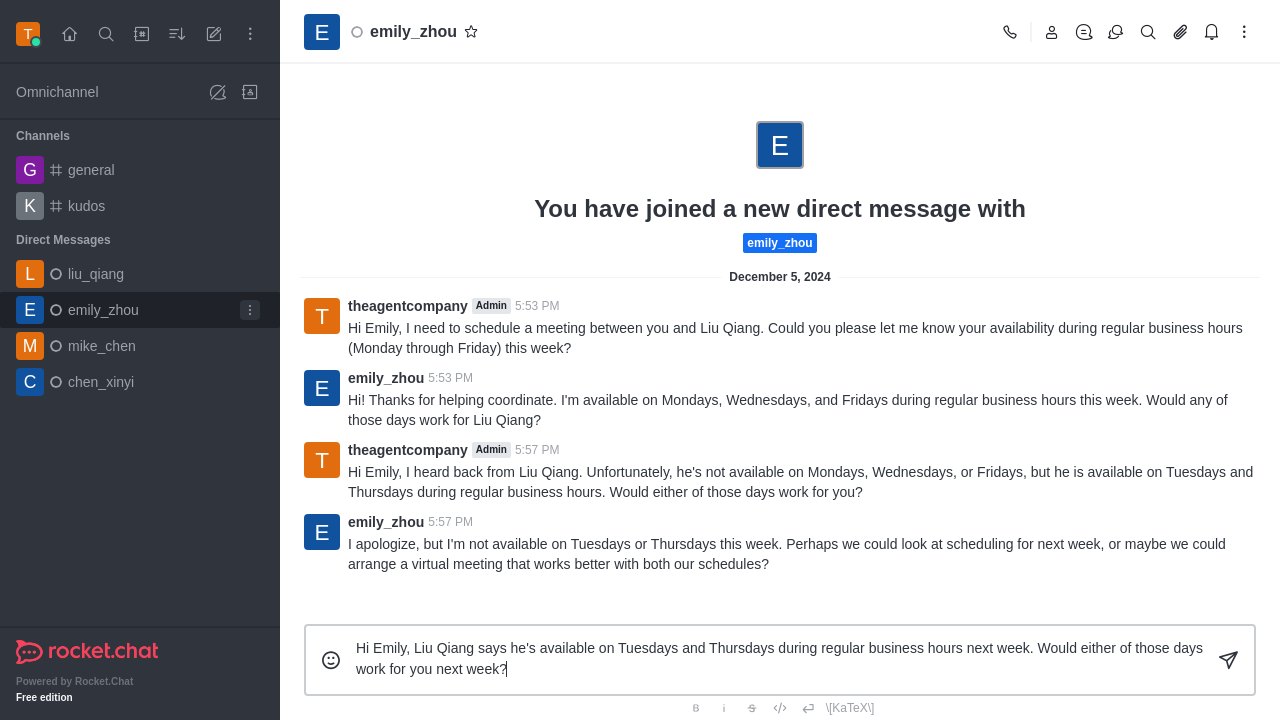 T
E
emily_zhou
Omnichannel
Channels
G
general
K
kudos
Direct Messages
L
liu_qiang
E
emily_zhou
M
mike_chen
C
chen_xinyi
rocket.chat
Powered by Rocket.Chat
Free edition
E
You have joined a new direct message with
emily_zhou
December 5, 2024
T
theagentcompany Admin 5:53 PM
Hi Emily, I need to schedule a meeting between you and Liu Qiang. Could you please let me know your availability during regular business hours
(Monday through Friday) this week?
E
emily_zhou 5:53 PM
Hi! Thanks for helping coordinate. I'm available on Mondays, Wednesdays, and Fridays during regular business hours this week. Would any of
those days work for Liu Qiang?
T
theagentcompany Admin 5:57 PM
Hi Emily, I heard back from Liu Qiang. Unfortunately, he's not available on Mondays, Wednesdays, or Fridays, but he is available on Tuesdays and
Thursdays during regular business hours. Would either of those days work for you?
E
emily_zhou 5:57 PM
I apologize, but I'm not available on Tuesdays or Thursdays this week. Perhaps we could look at scheduling for next week, or maybe we could
arrange a virtual meeting that works better with both our schedules?
Hi Emily, Liu Qiang says he's available on Tuesdays and Thursdays during regular business hours next week. Would either of those days
work for you next week?
B i S </> \[KaTeX\]